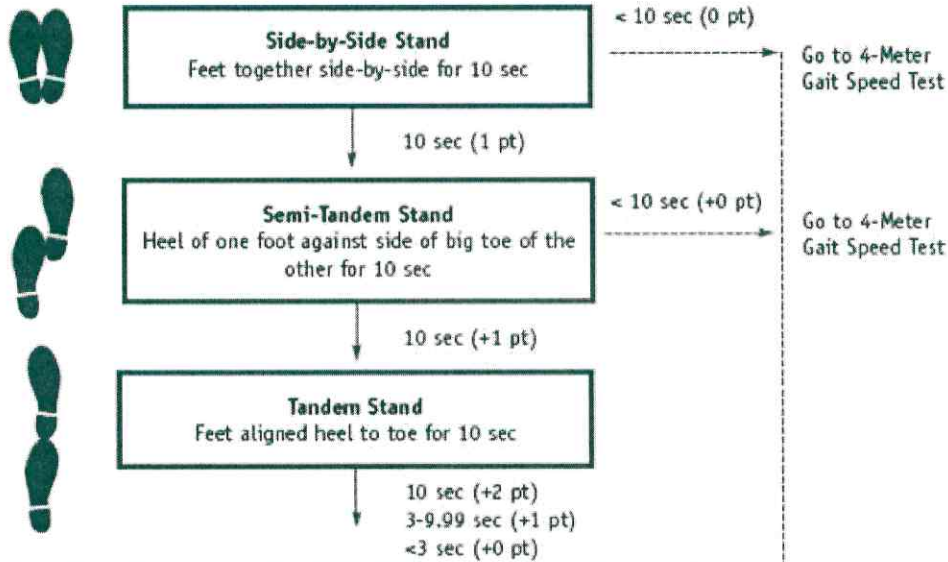 Side-by-Side Stand
Feet together side-by-side for 10 sec
< 10 sec (0 pt)
Go to 4-Meter
Gait Speed Test
10 sec (1 pt)
Semi-Tandem Stand
Heel of one foot against side of big toe of the
other for 10 sec
< 10 sec (+0 pt)
Go to 4-Meter
Gait Speed Test
10 sec (+1 pt)
Tandem Stand
Feet aligned heel to toe for 10 sec
10 sec (+2 pt)
3-9.99 sec (+1 pt)
<3 sec (+0 pt)